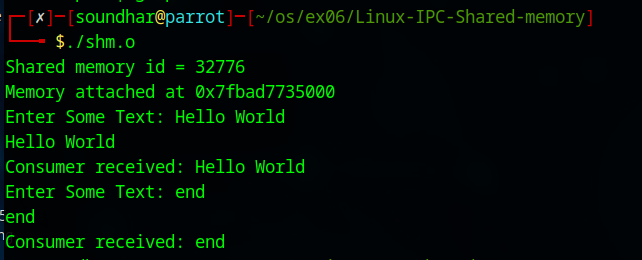 [✗]─[soundhar@parrot]─[~/os/ex06/Linux-IPC-Shared-memory]
$./shm.o
Shared memory id = 32776
Memory attached at 0x7fbad7735000
Enter Some Text: Hello World
Hello World
Consumer received: Hello World
Enter Some Text: end
end
Consumer received: end